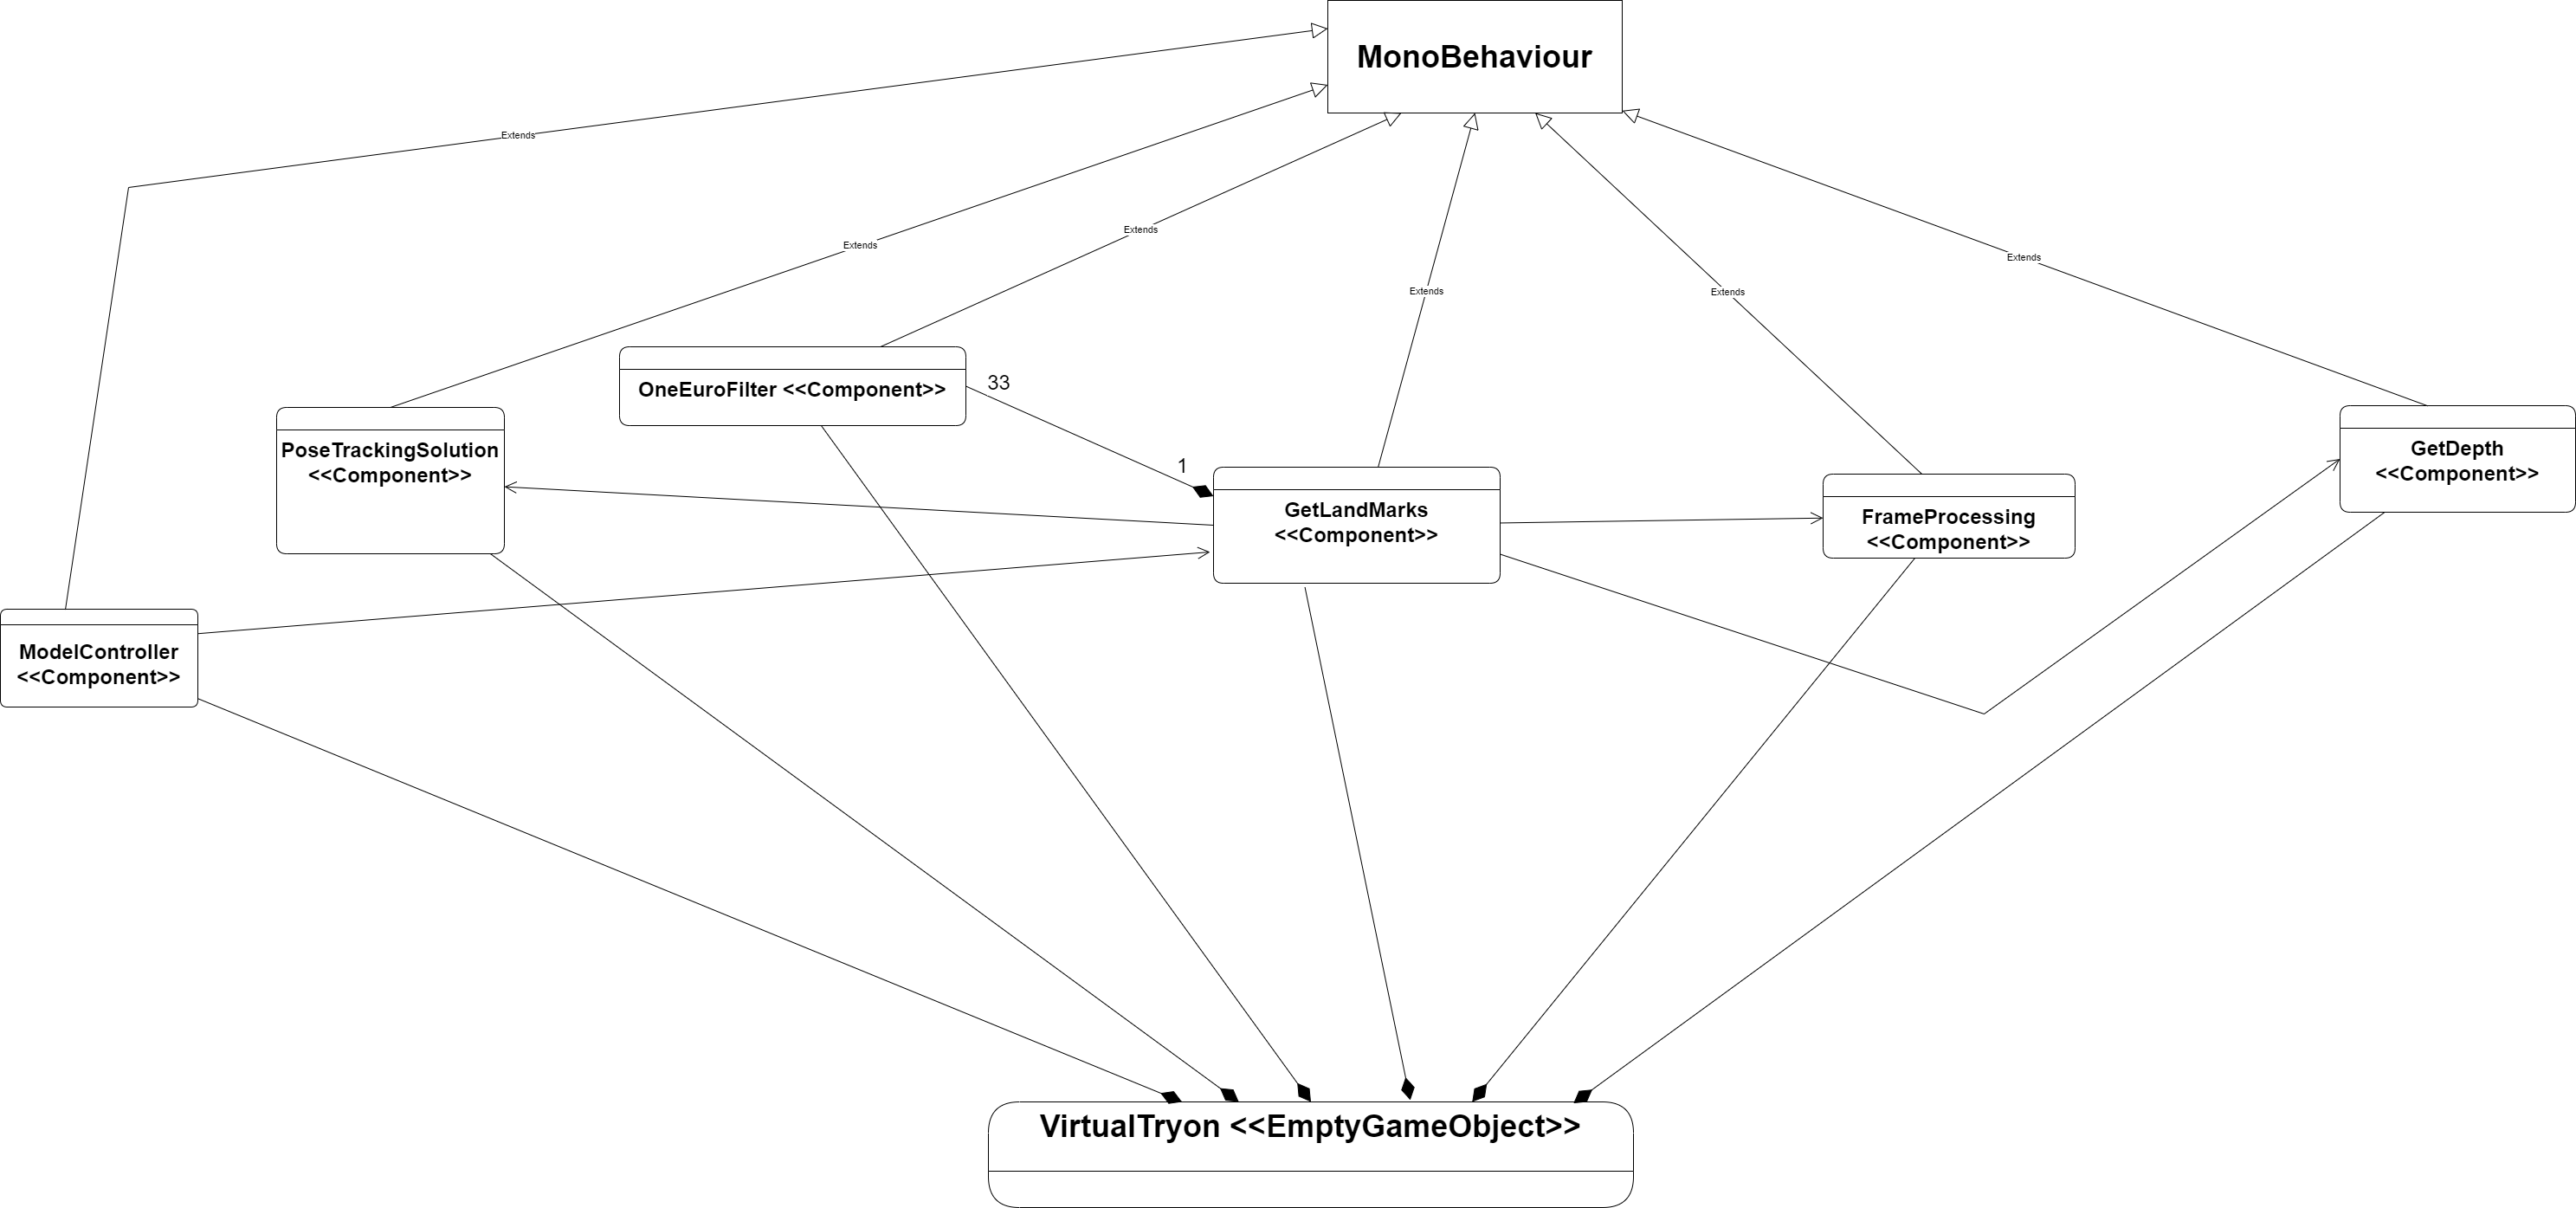 MonoBehaviour
Extends
Extends
Extends
Extends
Extends
Extends
OneEuroFilter <<Component>>
33
1
PoseTrackingSolution
<<Component>>
GetLandMarks
<<Component>>
FrameProcessing
<<Component>>
GetDepth
<<Component>>
ModelController
<<Component>>
VirtualTryon <<EmptyGameObject>>